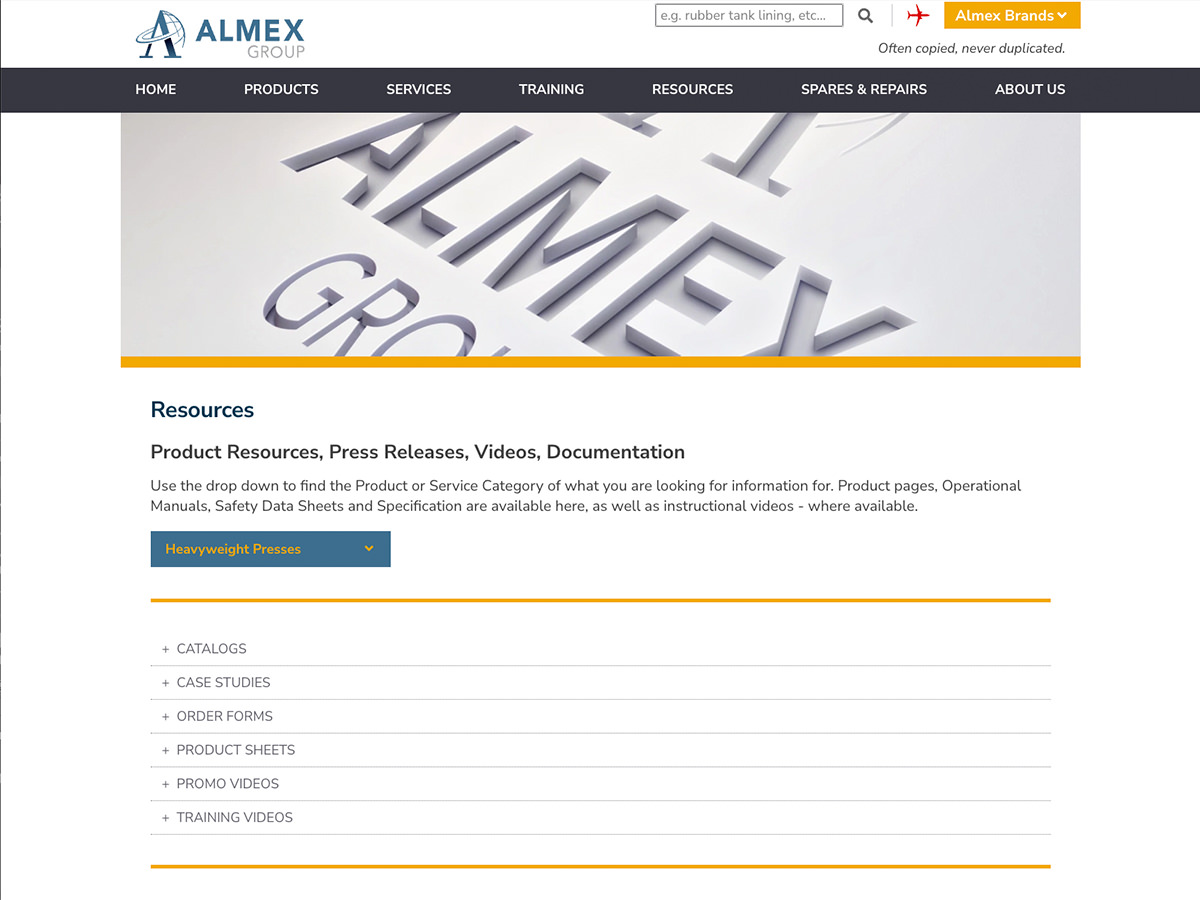 ALMEX
GROUP
e.g. rubber tank lining, etc...
Almex Brands
Often copied, never duplicated.
HOME PRODUCTS SERVICES TRAINING RESOURCES SPARES & REPAIRS ABOUT US
ALMEX
Resources
Product Resources, Press Releases, Videos, Documentation
Use the drop down to find the Product or Service Category of what you are looking for information for. Product pages, Operational
Manuals, Safety Data Sheets and Specification are available here, as well as instructional videos - where available.
Heavyweight Presses
+ CATALOGS
+ CASE STUDIES
+ ORDER FORMS
+ PRODUCT SHEETS
+ PROMO VIDEOS
+ TRAINING VIDEOS